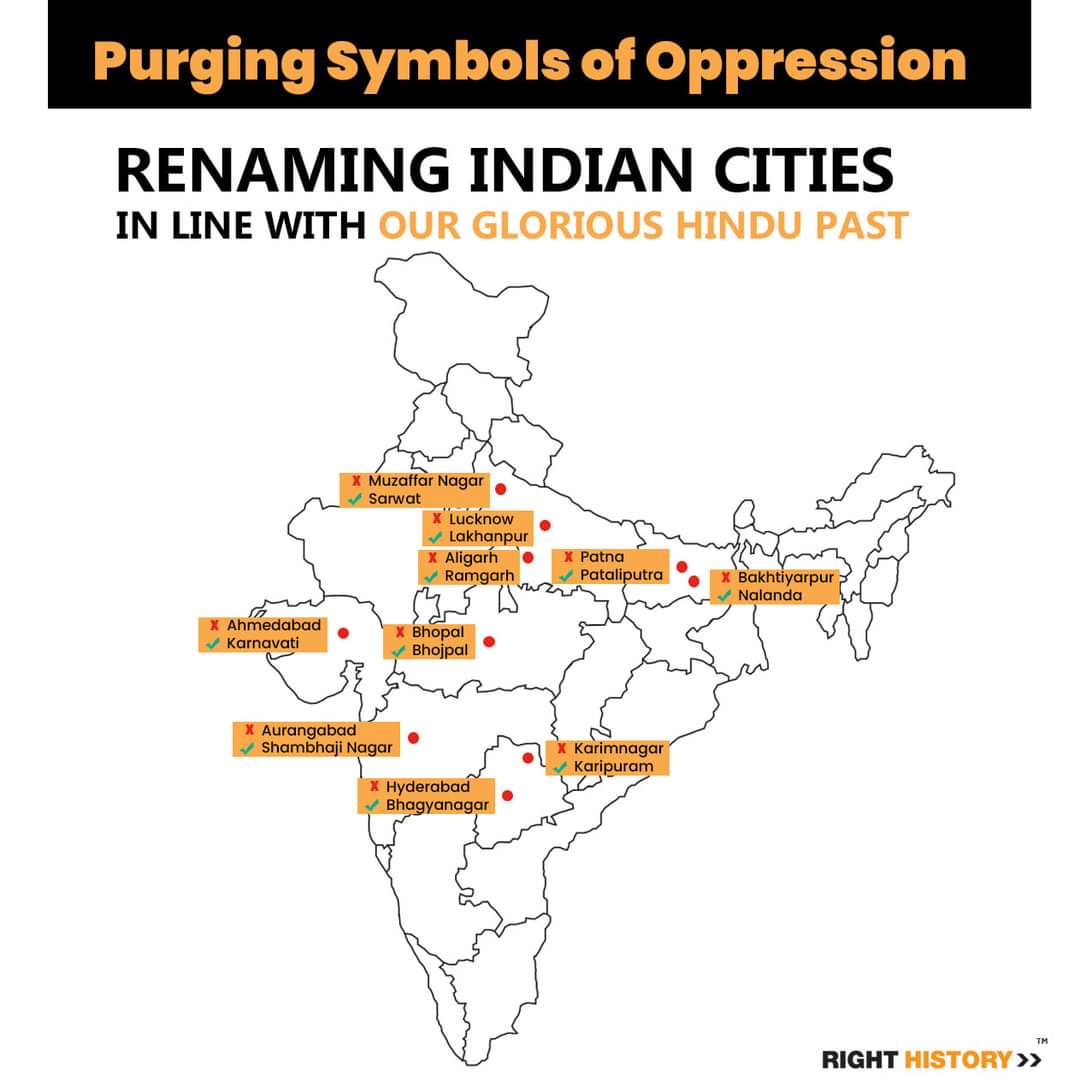 Purging Symbols of Oppression
RENAMING INDIAN CITIES
IN LINE WITH OUR GLORIOUS HINDU PAST
X Muzaffar Nagar
✓ Sarwat
X Lucknow
✓ Lakhanpur
X Aligarh
✓ Ramgarh
X Patna
✓ Pataliputra
X Bakhtiyarpur
✓ Nalanda
X Ahmedabad
✓ Karnavati
X Bhopal
✓ Bhojpal
X Aurangabad
✓ Shambhaji Nagar
X Karimnagar
✓ Karipuram
X Hyderabad
✓ Bhagyanagar
RIGHT HISTORY >> TM